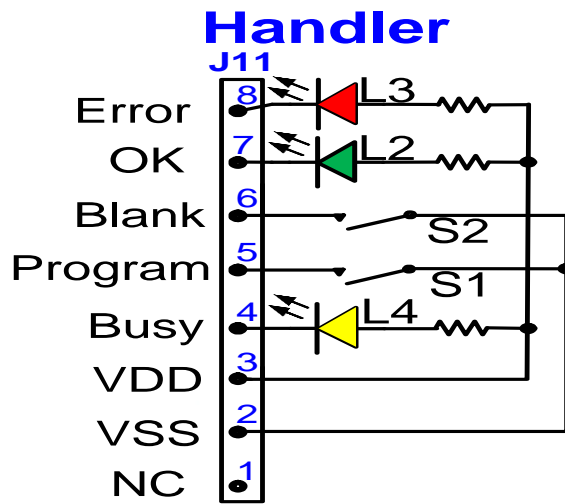 Handler
J11
Error 8 L3
OK 7 L2
Blank 6 S2
Program 5 S1
Busy 4 L4
VDD 3
VSS 2
NC 1